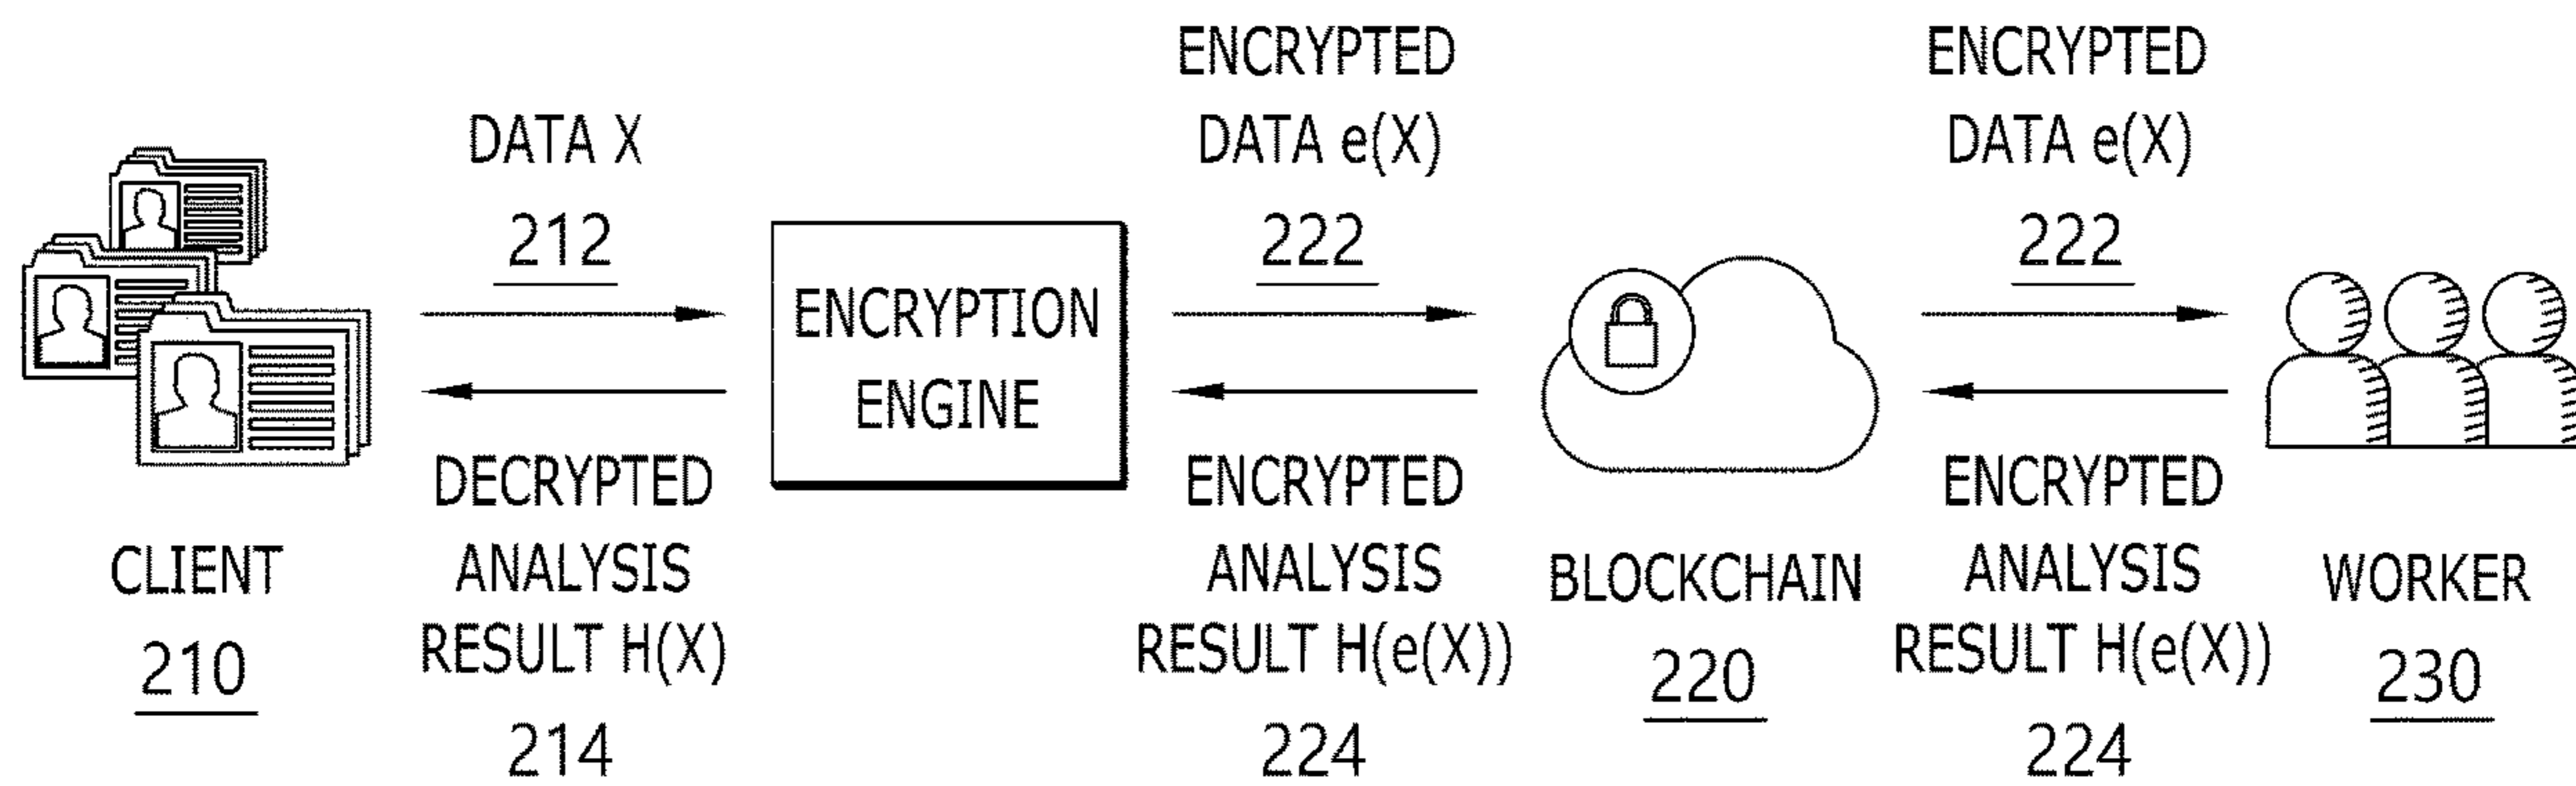 DATA X
212
DECRYPTED
ANALYSIS
RESULT H(X)
214
CLIENT
210
ENCRYPTION
ENGINE
ENCRYPTED
DATA e(X)
222
ENCRYPTED
ANALYSIS
RESULT H(e(X))
224
BLOCKCHAIN
220
ENCRYPTED
DATA e(X)
222
ENCRYPTED
ANALYSIS
RESULT H(e(X))
224
WORKER
230